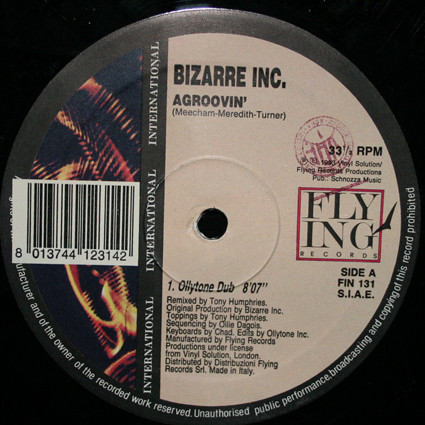 BIZARRE INC.
AGROOVIN'
(Meecham-Meredith-Turner)
33⅓ RPM
℗ © 1993 Vinyl Solution/
Flying Records Productions
Pub.: Schnozza Music
FLY
ING
RECORDS
SIDE A
FIN 131
S.I.A.E.
1. Ollytone Dub 8'07"
Remixed by Tony Humphries.
Original Production by Bizarre Inc.
Toppings by Tony Humphries.
Sequencing by Ollie Dagois.
Keyboards by Chad. Edits by Ollytone Inc.
Manufactured by Flying Records
Productions under license
from Vinyl Solution, London.
Distributed by Distribuzioni Flying
Records Srl. Made in Italy.
INTERNATIONAL
INTERNATIONAL
INTERNATIONAL
INTERNATIONAL
8 013744 123142
manufacturer and of the owner of the recorded work reserved. Unauthorised public performance, broadcasting and copying of this record prohibited